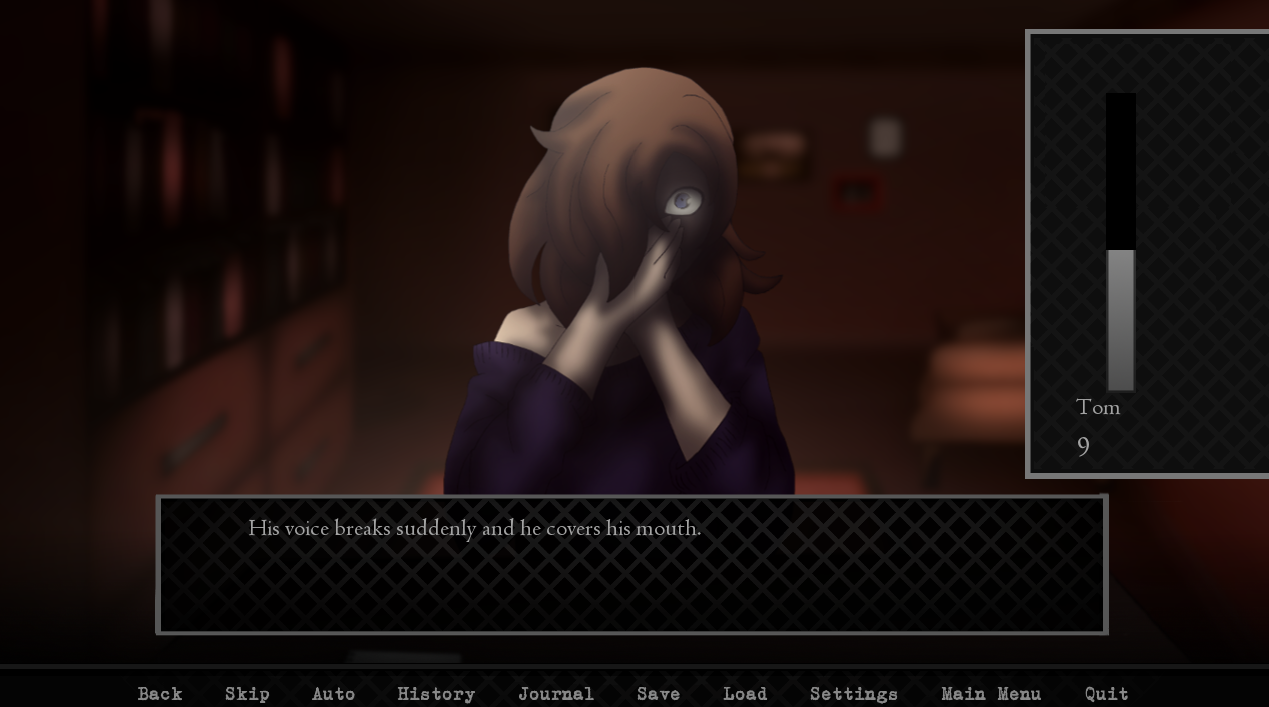 Tom
9
His voice breaks suddenly and he covers his mouth.
Back Skip Auto History Journal Save Load Settings Main Menu Quit